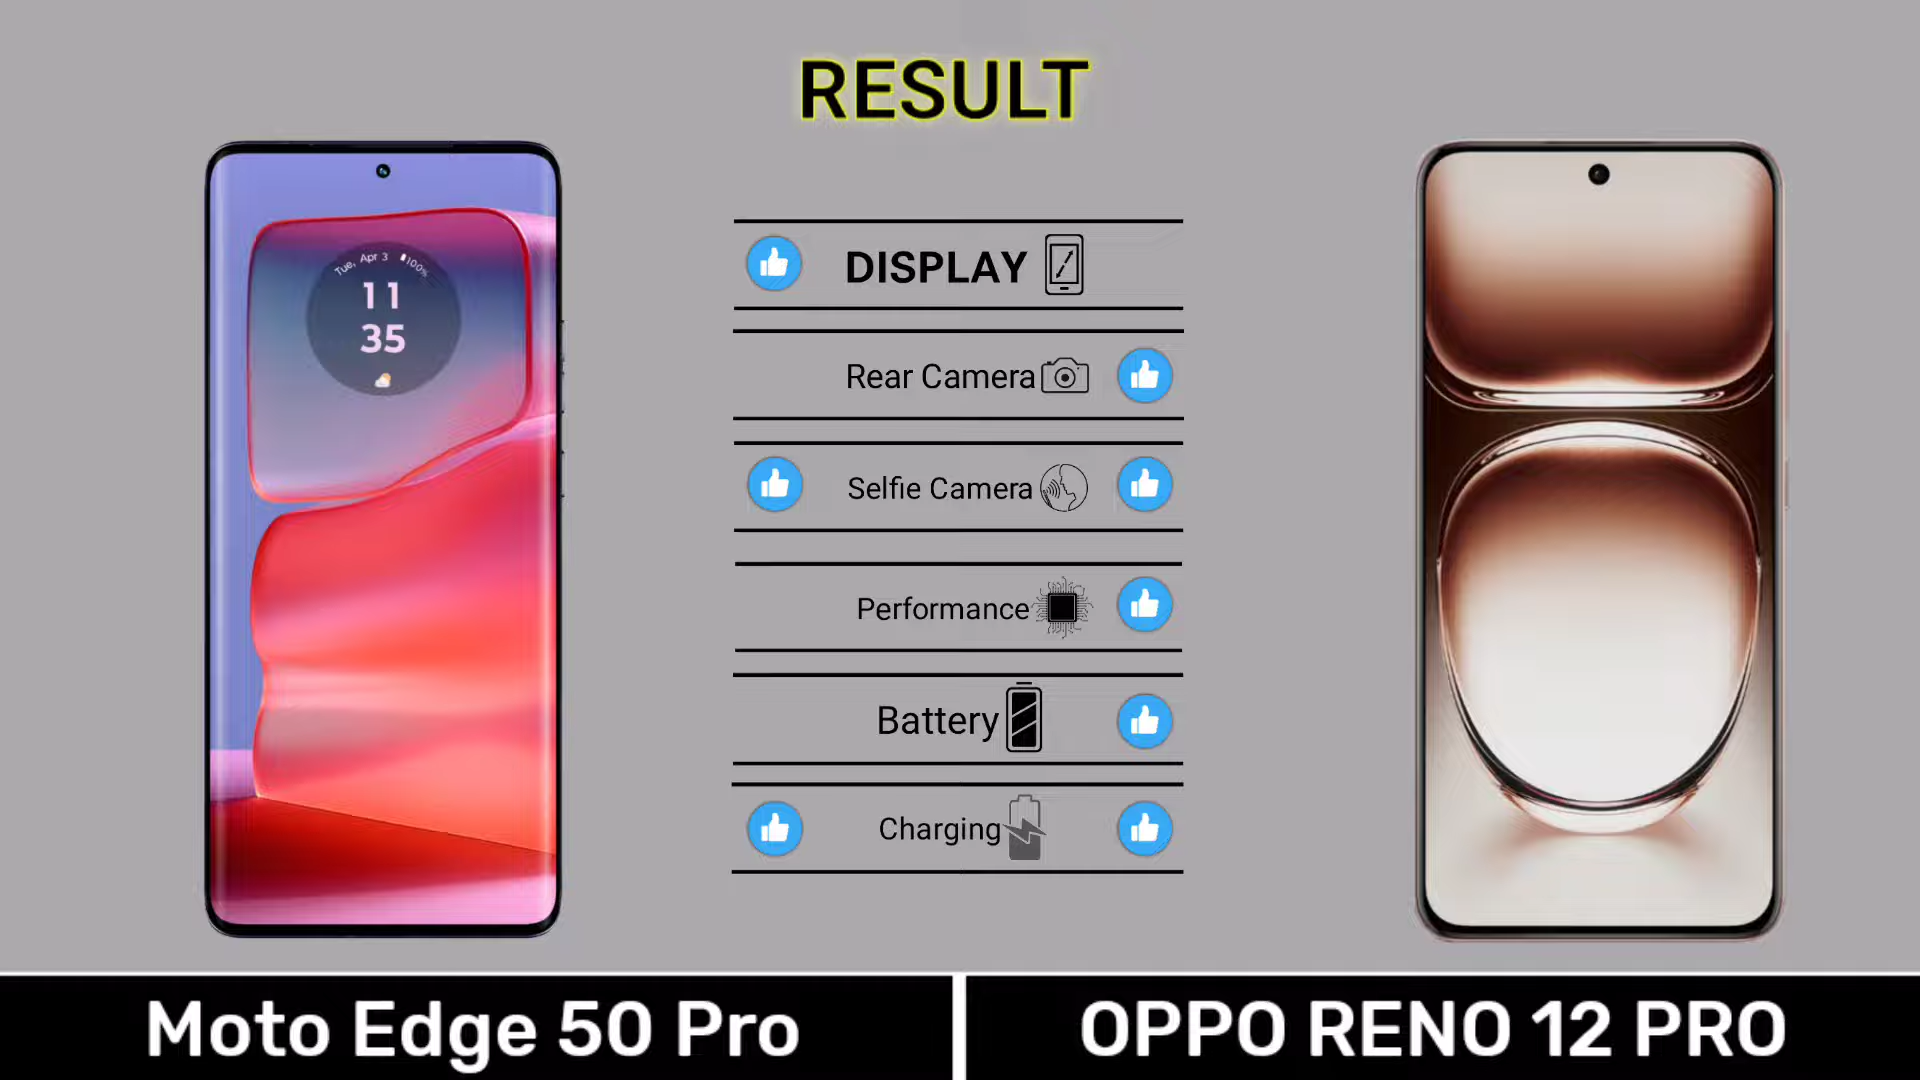 RESULT
Tue, Apr 3 100%
11
35
DISPLAY
Rear Camera
Selfie Camera
Performance
Battery
Charging
Moto Edge 50 Pro
OPPO RENO 12 PRO